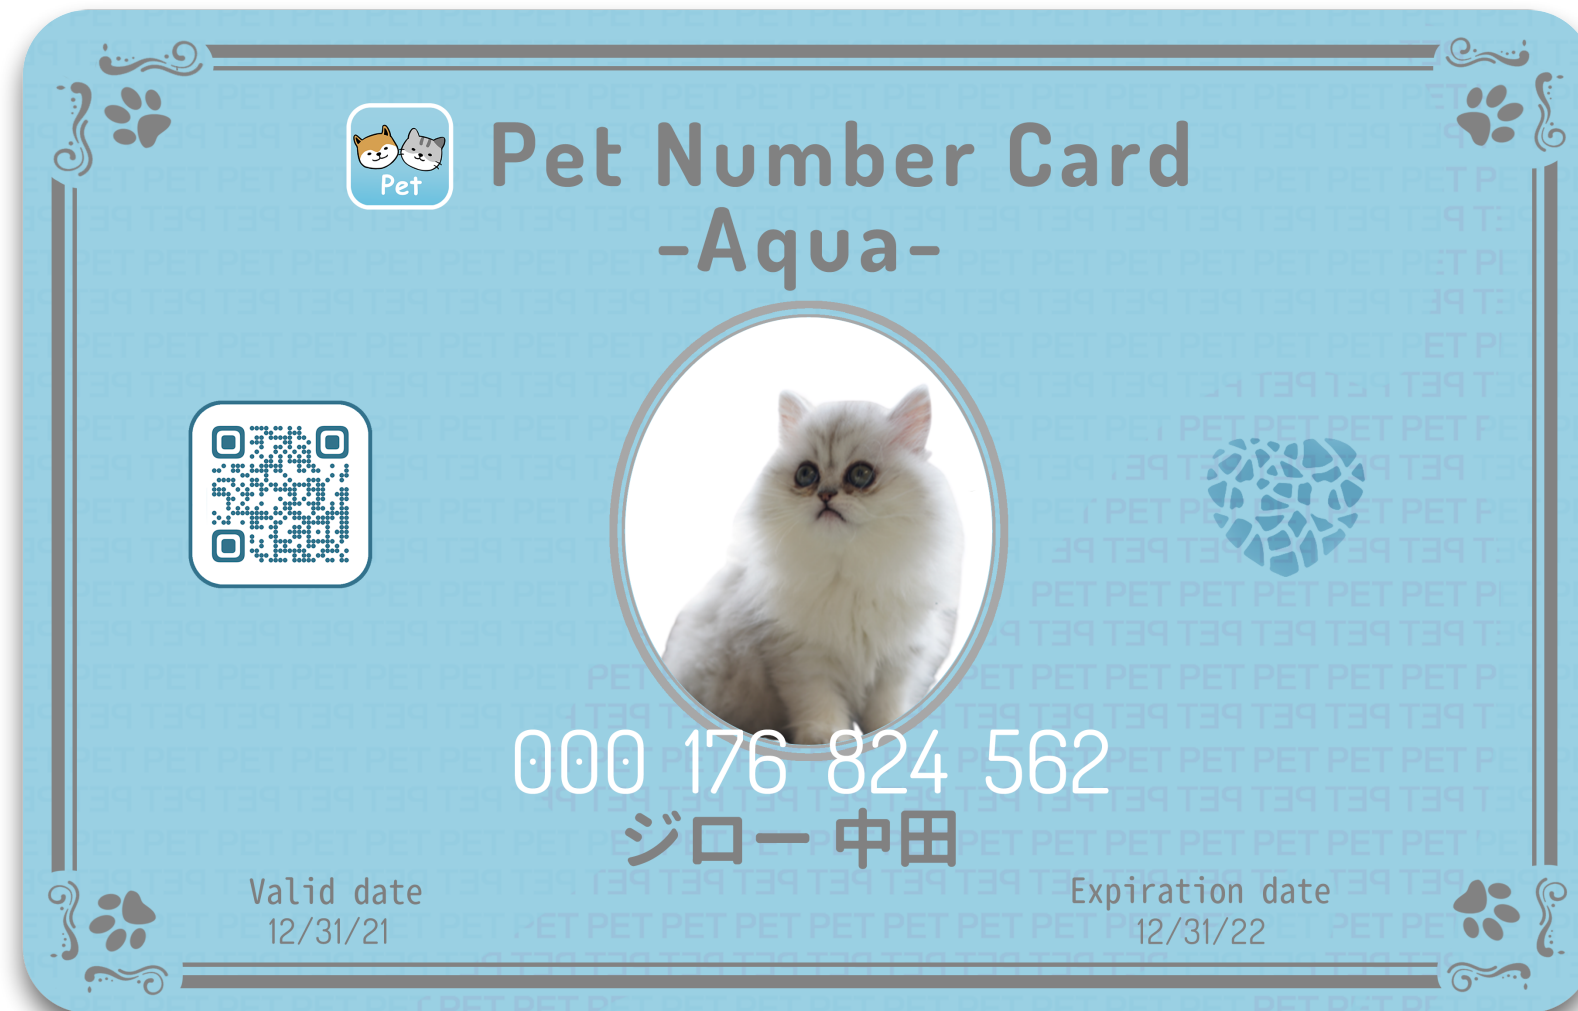 Pet
Pet Number Card
-Aqua-
000 176 824 562
ジロー 中田
Valid date
12/31/21
Expiration date
12/31/22